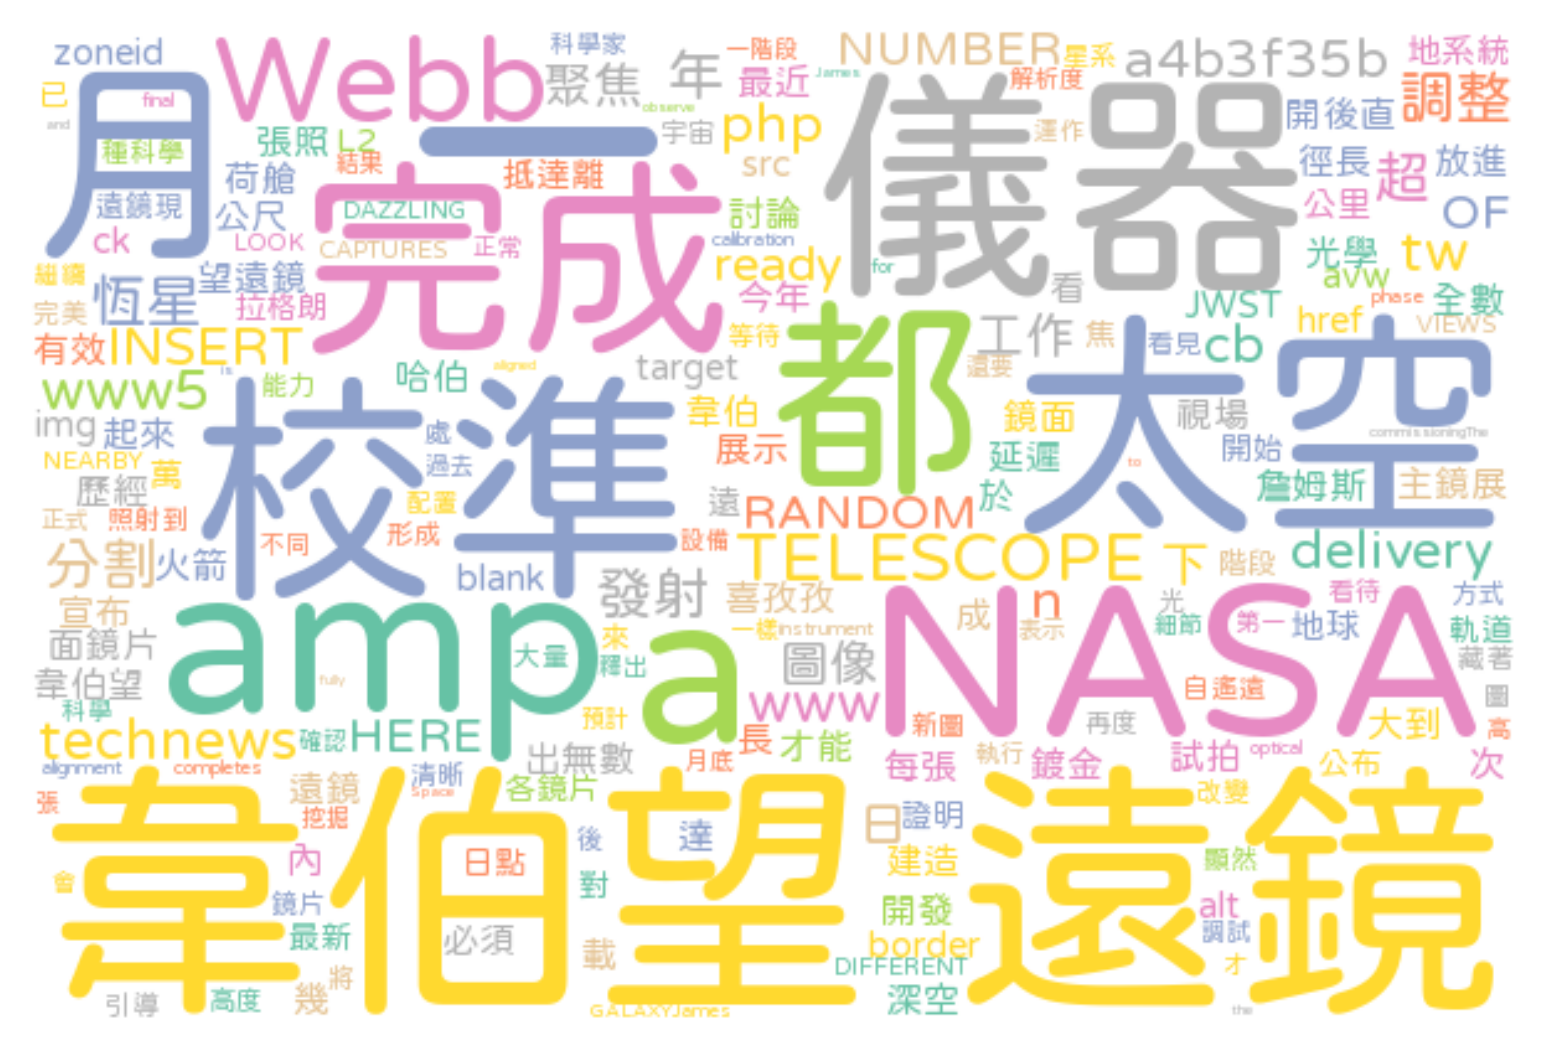 zoneid
Webb
科學家
聚焦
年
一階段
最近
James
NUMBER
星系
解析度
a4b3f35b
地系統
調整
已
final
and
月
種科學
遠鏡現
張照
L2
結果
一
observe
宇宙
php
src
運作
儀器
開後直
徑長
超
放進
公里
OF
荷艙
公尺
抵達離
DAZZLING
完成
討論
calibration
ck
LOOK
CAPTURES
正常
ready
for
光學
tw
avw
繼續
恆星
望遠鏡
拉格朗
今年
看
JWST
phase
全數
完美
有效
INSERT
等待
都
工作
焦
看見
cb
href
VIEWS
www5
is
能力
哈伯
aligned
target
還要
太空
img
起來
校準
處
過去
韋伯
展示
鏡面
視場
commissioningThe
NEARBY
萬
歷經
配置
遠
延遲
於
to
開始
詹姆斯
主鏡展
正式
照射到
不同
形成
設備
RANDOM
分割
火箭
blank
TELESCOPE
下
階段
delivery
宣布
發射
喜孜孜
成
n
表示
光
看待
方式
面鏡片
amp
大量
來
釋出
a
一樣
instrument
NASA
細節
第一
地球
軌道
藏著
韋伯望
fully
圖像
自遙遠
圖
科學
technews
確認
HERE
預計
www
新圖
再度
大到
高
alignment
completes
清晰
出無數
月底
長
才能
每張
執行
鍍金
試拍
optical
公布
次
張
遠鏡
挖掘
Space
各鏡片
改變
韋伯望遠鏡
內
日點
後
達
日
證明
會
鏡片
對
建造
顯然
最新
必須
載
開發
border
alt
調試
引導
高度
幾
將
DIFFERENT
深空
才
GALAXYJames
the